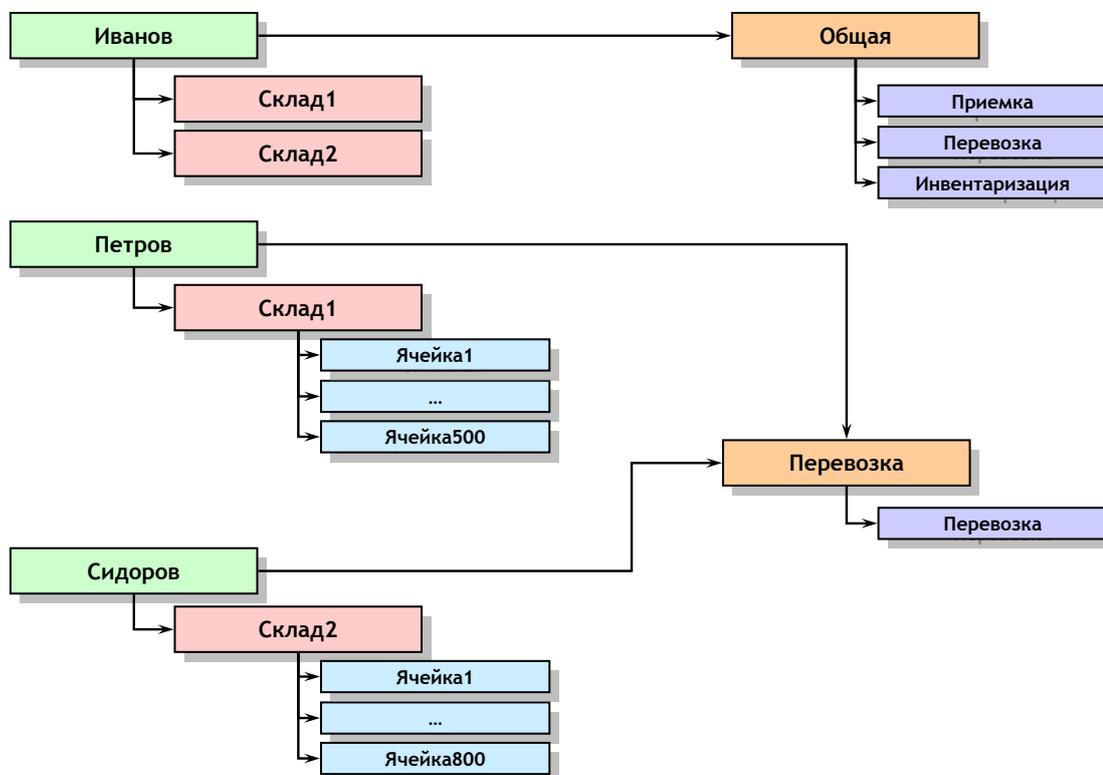 Иванов
Общая
Склад1
Склад2
Приемка
Перевозка
Инвентаризация
Петров
Склад1
Ячейка1
...
Ячейка500
Перевозка
Перевозка
Сидоров
Склад2
Ячейка1
...
Ячейка800